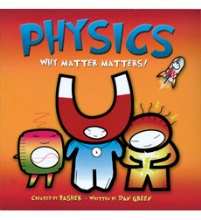 PHYSICS
WHY MATTER MATTERS!
CREATED BY BASHER · WRITTEN BY DAN GREEN